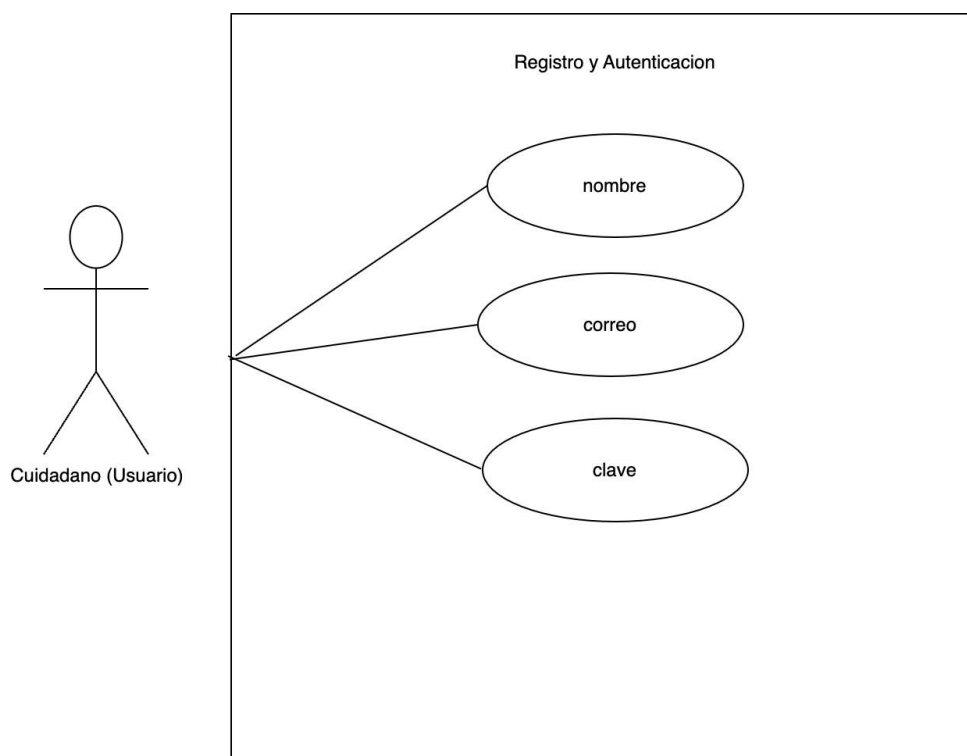 Registro y Autenticacion
nombre
correo
Cuidadano (Usuario)
clave